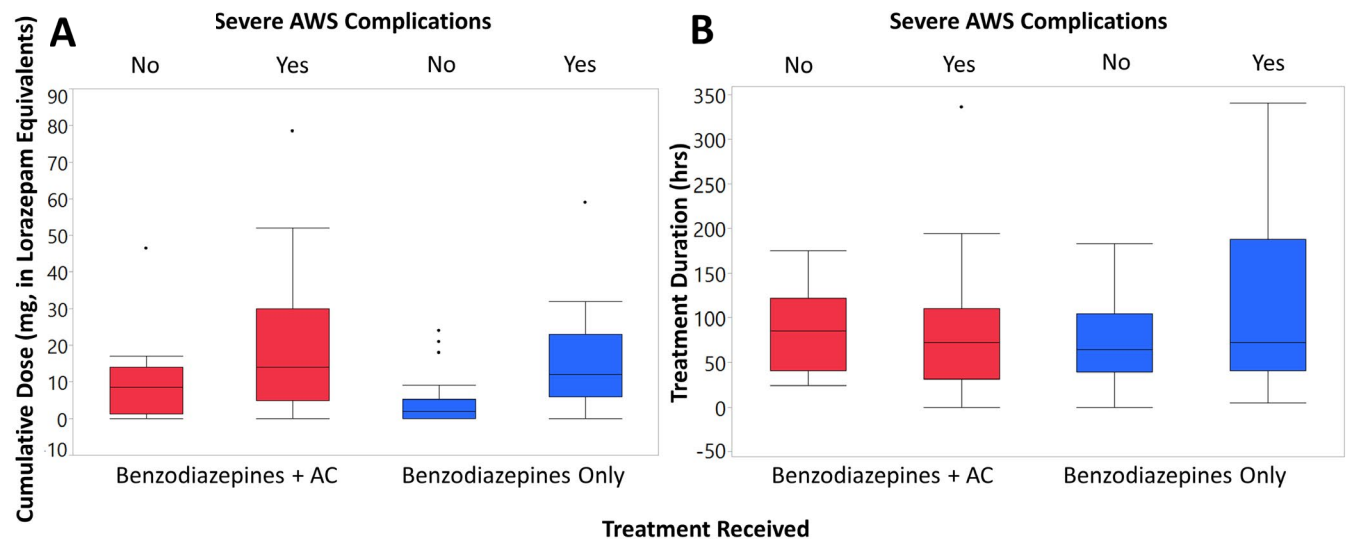 A
Severe AWS Complications
No Yes No Yes
Cumulative Dose (mg, in Lorazepam Equivalents)
90
80
70
60
50
40
30
20
10
0
-10
Benzodiazepines + AC Benzodiazepines Only
B
Severe AWS Complications
No Yes No Yes
Treatment Duration (hrs)
350
300
250
200
150
100
50
0
-50
Benzodiazepines + AC Benzodiazepines Only
Treatment Received